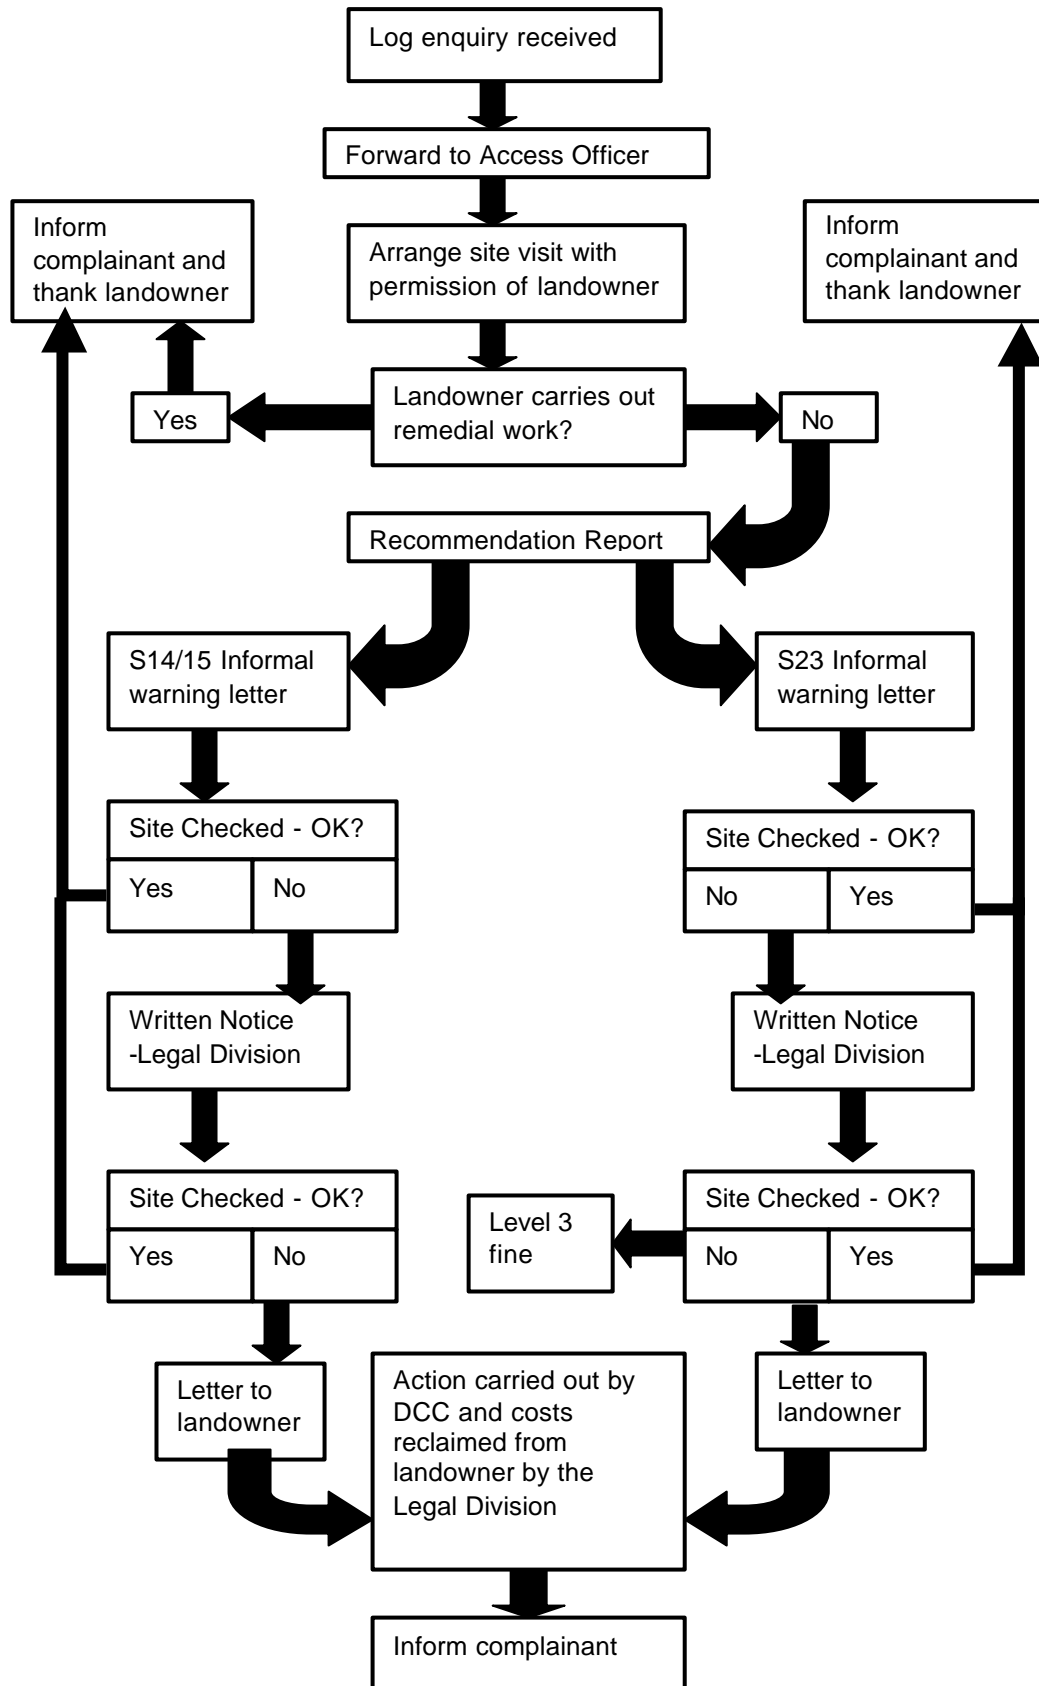 Log enquiry received
Forward to Access Officer
Inform
complainant and
thank landowner
Arrange site visit with
permission of landowner
Inform
complainant and
thank landowner
Yes
Landowner carries out
remedial work?
No
Recommendation Report
S14/15 Informal
warning letter
S23 Informal
warning letter
Site Checked - OK?
Yes
No
Site Checked - OK?
No
Yes
Written Notice
-Legal Division
Written Notice
-Legal Division
Site Checked - OK?
Yes
No
Level 3
fine
Site Checked - OK?
No
Yes
Letter to
landowner
Action carried out by
DCC and costs
reclaimed from
landowner by the
Legal Division
Letter to
landowner
Inform complainant